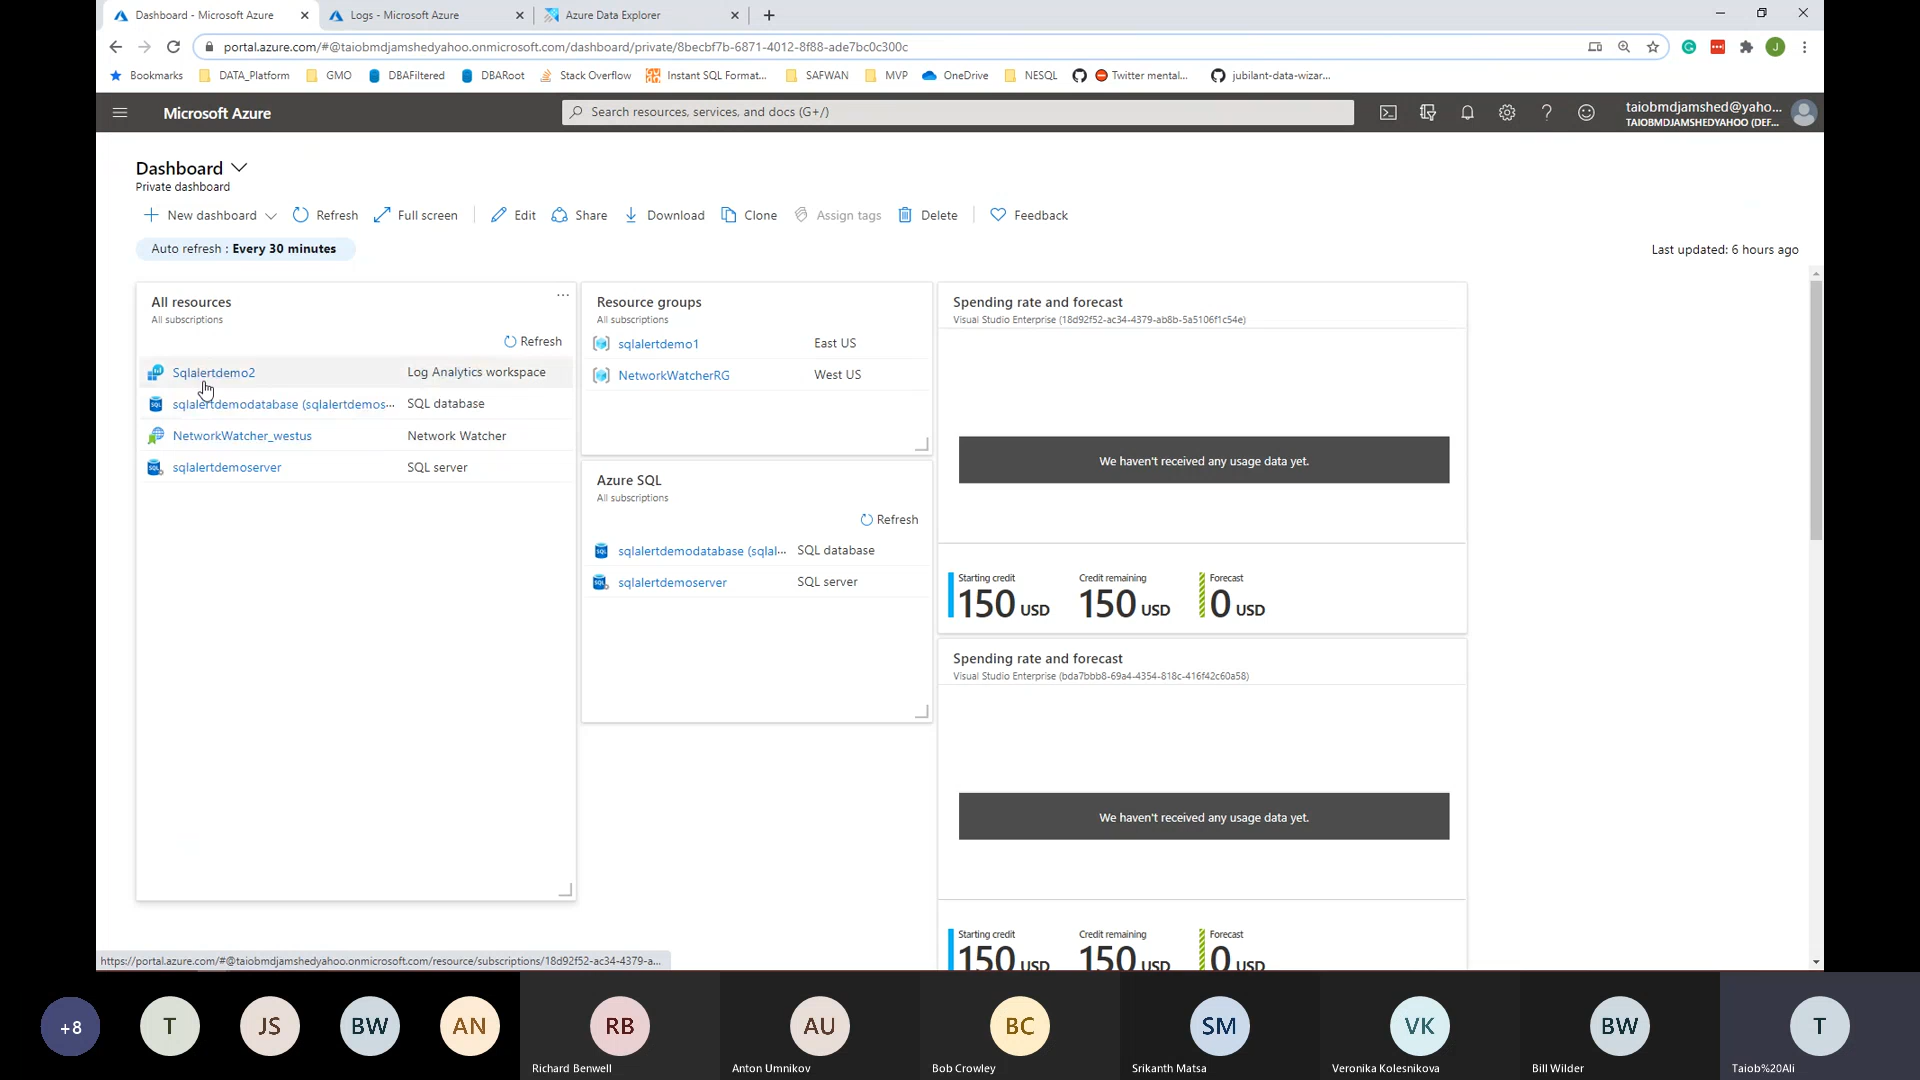 Dashboard - Microsoft Azure
Logs - Microsoft Azure
Azure Data Explorer
portal.azure.com/#@taiobmdjamshedyahoo.onmicrosoft.com/dashboard/private/8becbf7b-6871-4012-8f88-ade7bc0c300c
Bookmarks
DATA_Platform
GMO
DBAFiltered
DBARoot
Stack Overflow
Instant SQL Format...
SAFWAN
MVP
OneDrive
NESQL
Twitter mental...
jubilant-data-wizar...
J
Microsoft Azure
Search resources, services, and docs (G+/)
taiobmdjamshed@yaho...
TAIOBMDJAMSHEDYAHOO (DEF...
Dashboard
Private dashboard
New dashboard
Refresh
Full screen
Edit
Share
Download
Clone
Assign tags
Delete
Feedback
Auto refresh : Every 30 minutes
Last updated: 6 hours ago
All resources
All subscriptions
Refresh
Sqlalertdemo2 Log Analytics workspace
sqlalertdemodatabase (sqlalertdemos... SQL database
NetworkWatcher_westus Network Watcher
sqlalertdemoserver SQL server
Resource groups
All subscriptions
sqlalertdemo1 East US
NetworkWatcherRG West US
Azure SQL
All subscriptions
Refresh
sqlalertdemodatabase (sqlal... SQL database
sqlalertdemoserver SQL server
Spending rate and forecast
Visual Studio Enterprise (18d92f52-ac34-4379-ab8b-5a5106f1c54e)
We haven't received any usage data yet.
Starting credit
150 USD
Credit remaining
150 USD
Forecast
0 USD
Spending rate and forecast
Visual Studio Enterprise (bda7bbb8-69a4-4354-818c-416f42c60a58)
We haven't received any usage data yet.
Starting credit
150 USD
Credit remaining
150 USD
Forecast
0 USD
https://portal.azure.com/#@taiobmdjamshedyahoo.onmicrosoft.com/resource/subscriptions/18d92f52-ac34-4379-a...
+8
T
JS
BW
AN
RB
Richard Benwell
AU
Anton Umnikov
BC
Bob Crowley
SM
Srikanth Matsa
VK
Veronika Kolesnikova
BW
Bill Wilder
T
Taiob%20Ali